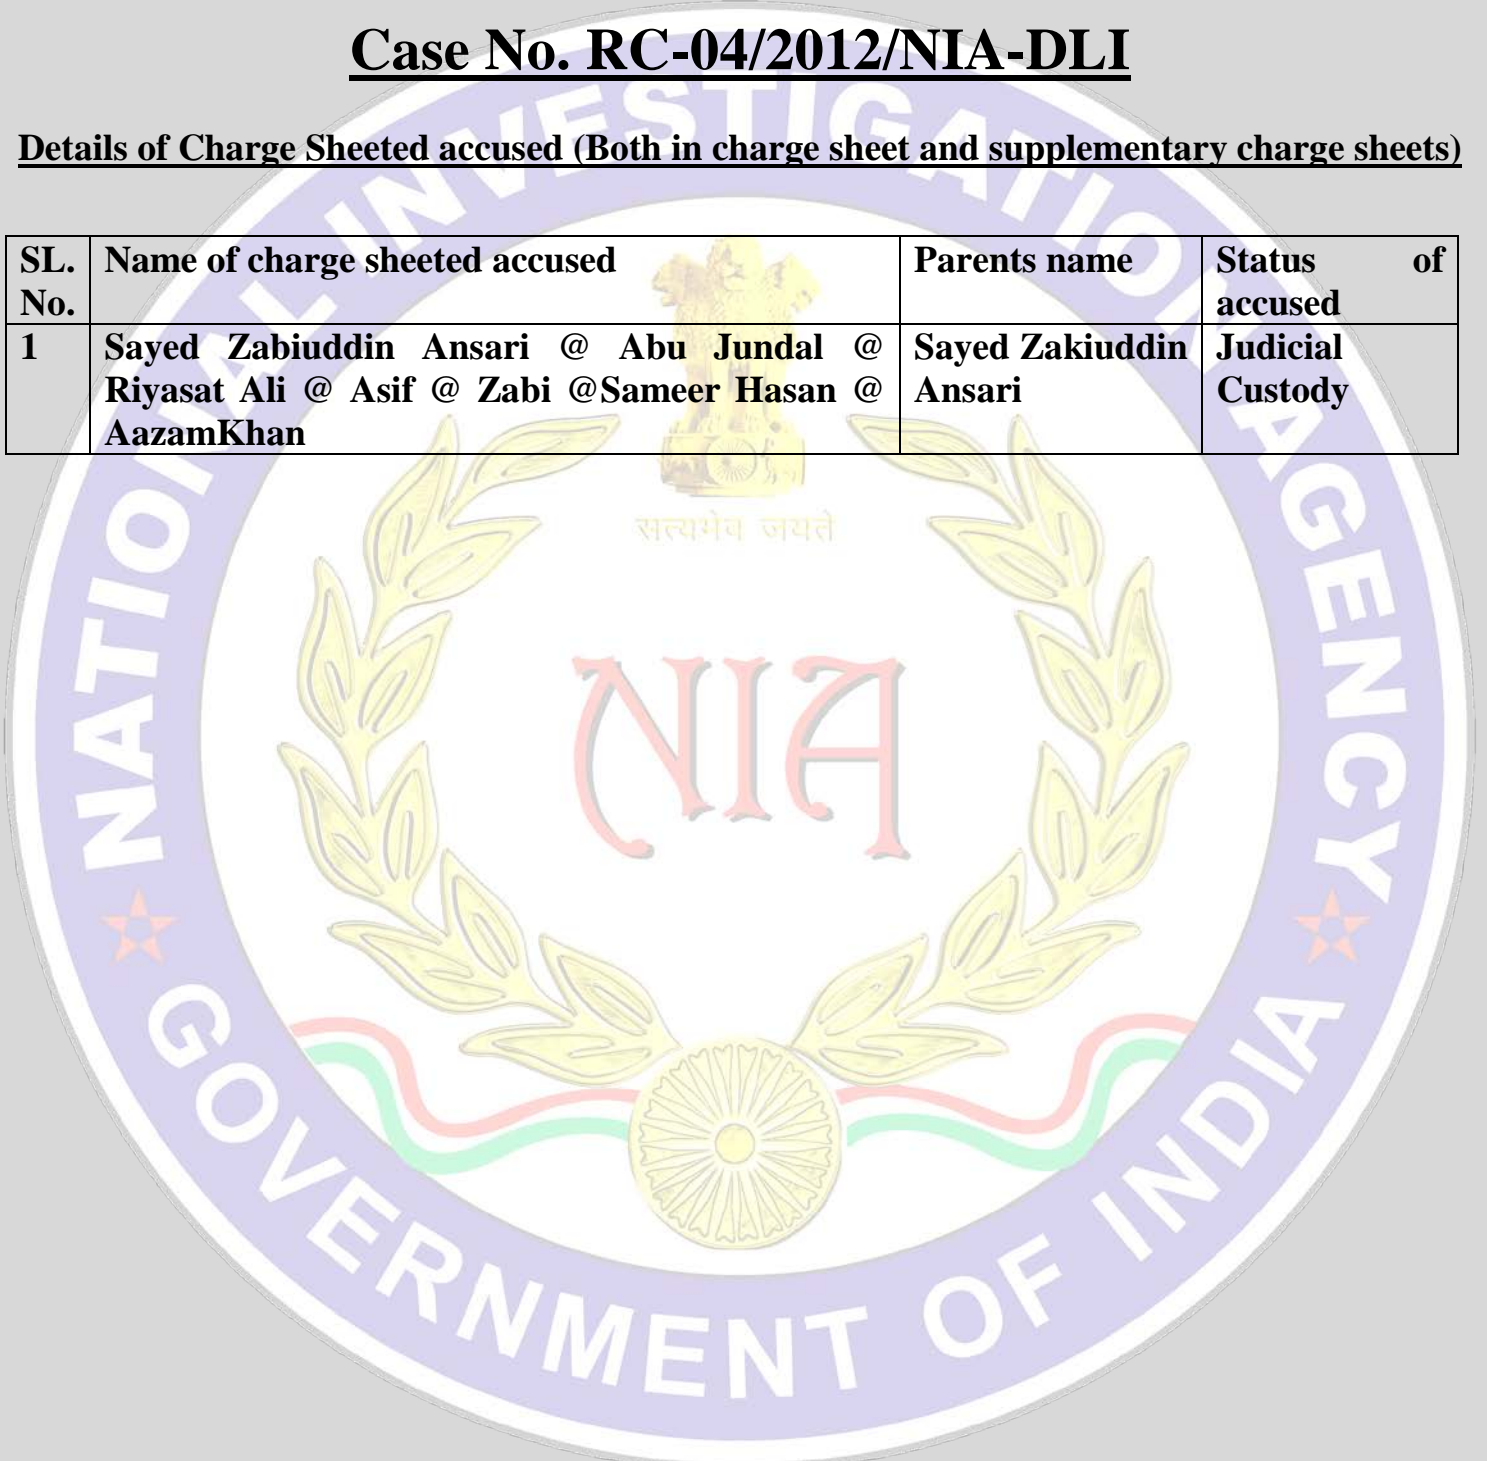 Case No. RC-04/2012/NIA-DLI
Details of Charge Sheeted accused (Both in charge sheet and supplementary charge sheets)
SL. No. Name of charge sheeted accused Parents name Status of accused
1 Sayed Zabiuddin Ansari @ Abu Jundal @
Riyasat Ali @ Asif @ Zabi @Sameer Hasan @
AazamKhan
Sayed Zakiuddin
Ansari
Judicial
Custody
NATIONAL INVESTIGATION AGENCY
सत्यमेव जयते
NIA
GOVERNMENT OF INDIA